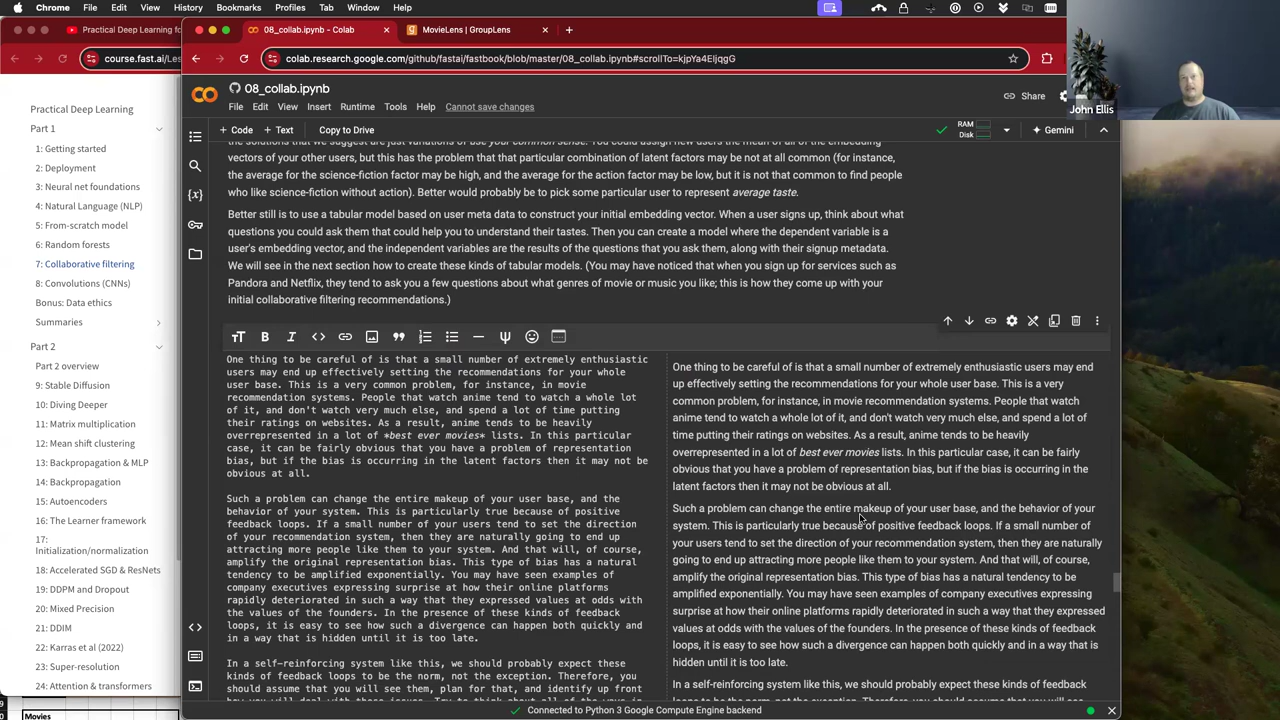 Chrome File Edit View History Bookmarks Profiles Tab Window Help
Practical Deep Learning for
08_collab.ipynb - Colab
MovieLens | GroupLens
course.fast.ai/Les
colab.research.google.com/github/fastai/fastbook/blob/master/08_collab.ipynb#scrollTo=kjpYa4EIjqgG
John Ellis
08_collab.ipynb
File Edit View Insert Runtime Tools Help Cannot save changes
Share
+ Code + Text Copy to Drive
RAM
Disk
Gemini
Practical Deep Learning
Part 1
1: Getting started
2: Deployment
3: Neural net foundations
4: Natural Language (NLP)
5: From-scratch model
6: Random forests
7: Collaborative filtering
8: Convolutions (CNNs)
Bonus: Data ethics
Summaries
Part 2
Part 2 overview
9: Stable Diffusion
10: Diving Deeper
11: Matrix multiplication
12: Mean shift clustering
13: Backpropagation & MLP
14: Backpropagation
15: Autoencoders
16: The Learner framework
17:
Initialization/normalization
18: Accelerated SGD & ResNets
19: DDPM and Dropout
20: Mixed Precision
21: DDIM
22: Karras et al (2022)
23: Super-resolution
24: Attention & transformers
Movies
the solutions that we suggest are just variations of use your common sense. You could assign new users the mean of all of the embedding
vectors of your other users, but this has the problem that that particular combination of latent factors may be not at all common (for instance,
the average for the science-fiction factor may be high, and the average for the action factor may be low, but it is not that common to find people
who like science-fiction without action). Better would probably be to pick some particular user to represent average taste.
Better still is to use a tabular model based on user meta data to construct your initial embedding vector. When a user signs up, think about what
questions you could ask them that could help you to understand their tastes. Then you can create a model where the dependent variable is a
user's embedding vector, and the independent variables are the results of the questions that you ask them, along with their signup metadata.
We will see in the next section how to create these kinds of tabular models. (You may have noticed that when you sign up for services such as
Pandora and Netflix, they tend to ask you a few questions about what genres of movie or music you like; this is how they come up with your
initial collaborative filtering recommendations.)
One thing to be careful of is that a small number of extremely enthusiastic
users may end up effectively setting the recommendations for your whole
user base. This is a very common problem, for instance, in movie
recommendation systems. People that watch anime tend to watch a whole lot
of it, and don't watch very much else, and spend a lot of time putting
their ratings on websites. As a result, anime tends to be heavily
overrepresented in a lot of *best ever movies* lists. In this particular
case, it can be fairly obvious that you have a problem of representation
bias, but if the bias is occurring in the latent factors then it may not be
obvious at all.
Such a problem can change the entire makeup of your user base, and the
behavior of your system. This is particularly true because of positive
feedback loops. If a small number of your users tend to set the direction
of your recommendation system, then they are naturally going to end up
attracting more people like them to your system. And that will, of course,
amplify the original representation bias. This type of bias has a natural
tendency to be amplified exponentially. You may have seen examples of
company executives expressing surprise at how their online platforms
rapidly deteriorated in such a way that they expressed values at odds with
the values of the founders. In the presence of these kinds of feedback
loops, it is easy to see how such a divergence can happen both quickly and
in a way that is hidden until it is too late.
In a self-reinforcing system like this, we should probably expect these
kinds of feedback loops to be the norm, not the exception. Therefore, you
should assume that you will see them, plan for that, and identify up front
One thing to be careful of is that a small number of extremely enthusiastic users may end
up effectively setting the recommendations for your whole user base. This is a very
common problem, for instance, in movie recommendation systems. People that watch
anime tend to watch a whole lot of it, and don't watch very much else, and spend a lot of
time putting their ratings on websites. As a result, anime tends to be heavily
overrepresented in a lot of best ever movies lists. In this particular case, it can be fairly
obvious that you have a problem of representation bias, but if the bias is occurring in the
latent factors then it may not be obvious at all.
Such a problem can change the entire makeup of your user base, and the behavior of your
system. This is particularly true because of positive feedback loops. If a small number of
your users tend to set the direction of your recommendation system, then they are naturally
going to end up attracting more people like them to your system. And that will, of course,
amplify the original representation bias. This type of bias has a natural tendency to be
amplified exponentially. You may have seen examples of company executives expressing
surprise at how their online platforms rapidly deteriorated in such a way that they expressed
values at odds with the values of the founders. In the presence of these kinds of feedback
loops, it is easy to see how such a divergence can happen both quickly and in a way that is
hidden until it is too late.
In a self-reinforcing system like this, we should probably expect these kinds of feedback
Connected to Python 3 Google Compute Engine backend